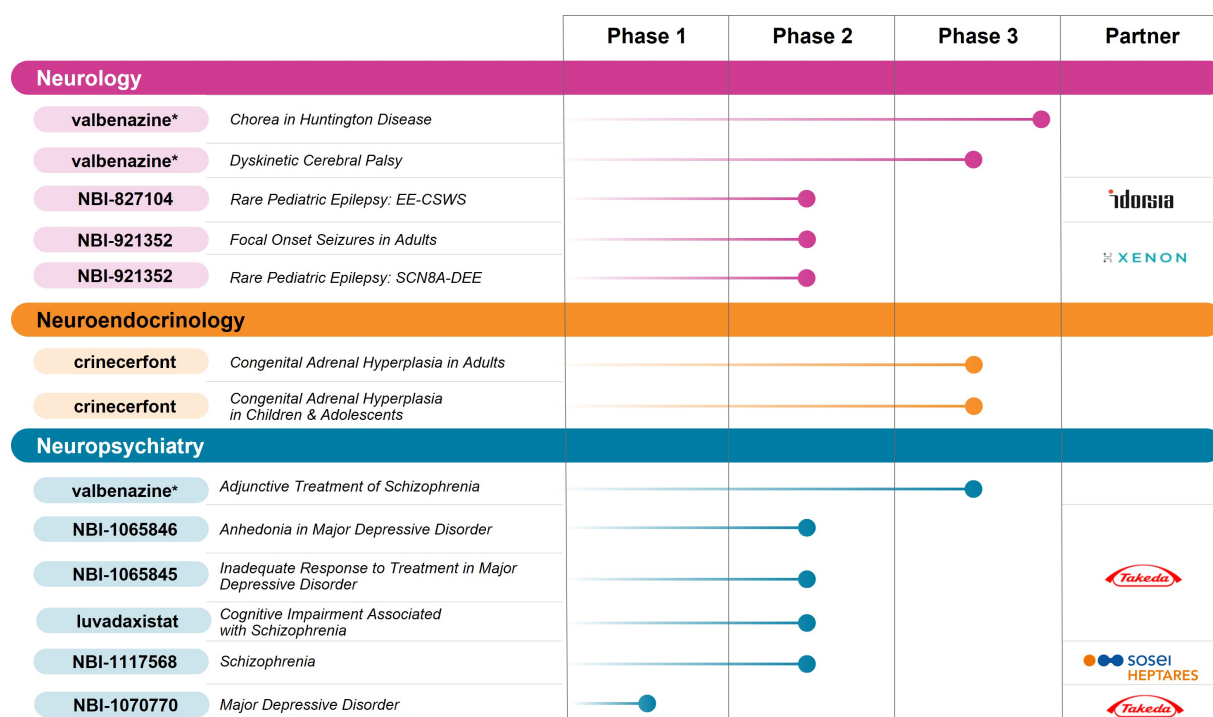 Phase 1 Phase 2 Phase 3 Partner
Neurology
valbenazine* Chorea in Huntington Disease
valbenazine* Dyskinetic Cerebral Palsy
NBI-827104 Rare Pediatric Epilepsy: EE-CSWS idorsia
NBI-921352 Focal Onset Seizures in Adults
XENON
NBI-921352 Rare Pediatric Epilepsy: SCN8A-DEE
Neuroendocrinology
crinecerfont Congenital Adrenal Hyperplasia in Adults
crinecerfont Congenital Adrenal Hyperplasia
in Children & Adolescents
Neuropsychiatry
valbenazine* Adjunctive Treatment of Schizophrenia
NBI-1065846 Anhedonia in Major Depressive Disorder
NBI-1065845 Inadequate Response to Treatment in Major
Depressive Disorder
Takeda
luvadaxistat Cognitive Impairment Associated
with Schizophrenia
NBI-1117568 Schizophrenia sosei
HEPTARES
NBI-1070770 Major Depressive Disorder Takeda